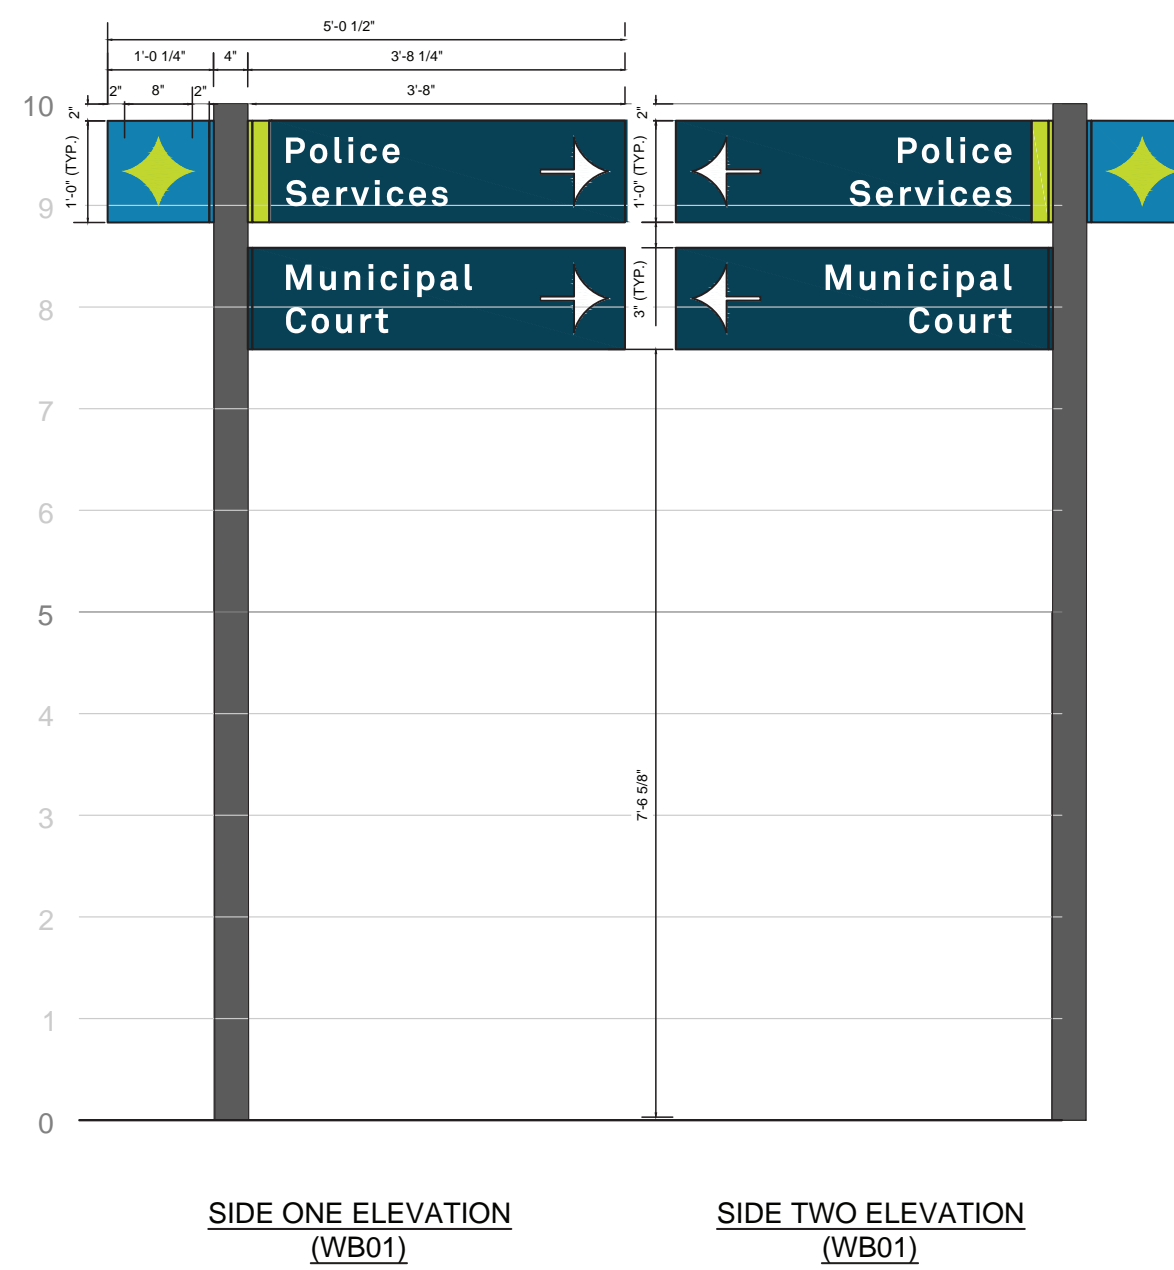 5'-0 1/2"
1'-0 1/4" 4" 3'-8 1/4"
2" 8" 2" 3'-8"
10 2" 2"
1'-0" (TYP.) Police 1'-0" (TYP.) Police
Services Services
9
Municipal 3" (TYP.) Municipal
8
Court Court
7
6
5
4
7'-6 5/8"
3
2
1
0
SIDE ONE ELEVATION SIDE TWO ELEVATION
(WB01) (WB01)